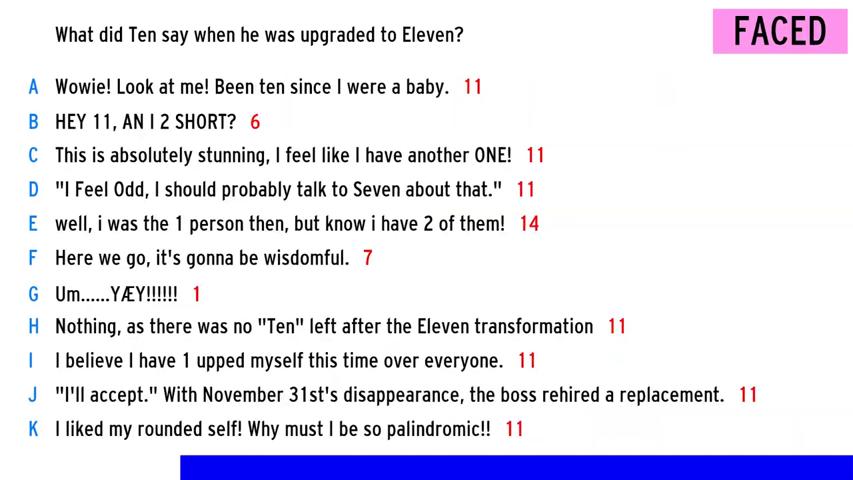 What did Ten say when he was upgraded to Eleven?
FACED
A Wowie! Look at me! Been ten since I were a baby. 11
B HEY 11, AN I 2 SHORT? 6
C This is absolutely stunning, I feel like I have another ONE! 11
D "I Feel Odd, I should probably talk to Seven about that." 11
E well, i was the 1 person then, but know i have 2 of them! 14
F Here we go, it's gonna be wisdomful. 7
G Um......YÆY!!!!!! 1
H Nothing, as there was no "Ten" left after the Eleven transformation 11
I I believe I have 1 upped myself this time over everyone. 11
J "I'll accept." With November 31st's disappearance, the boss rehired a replacement. 11
K I liked my rounded self! Why must I be so palindromic!! 11